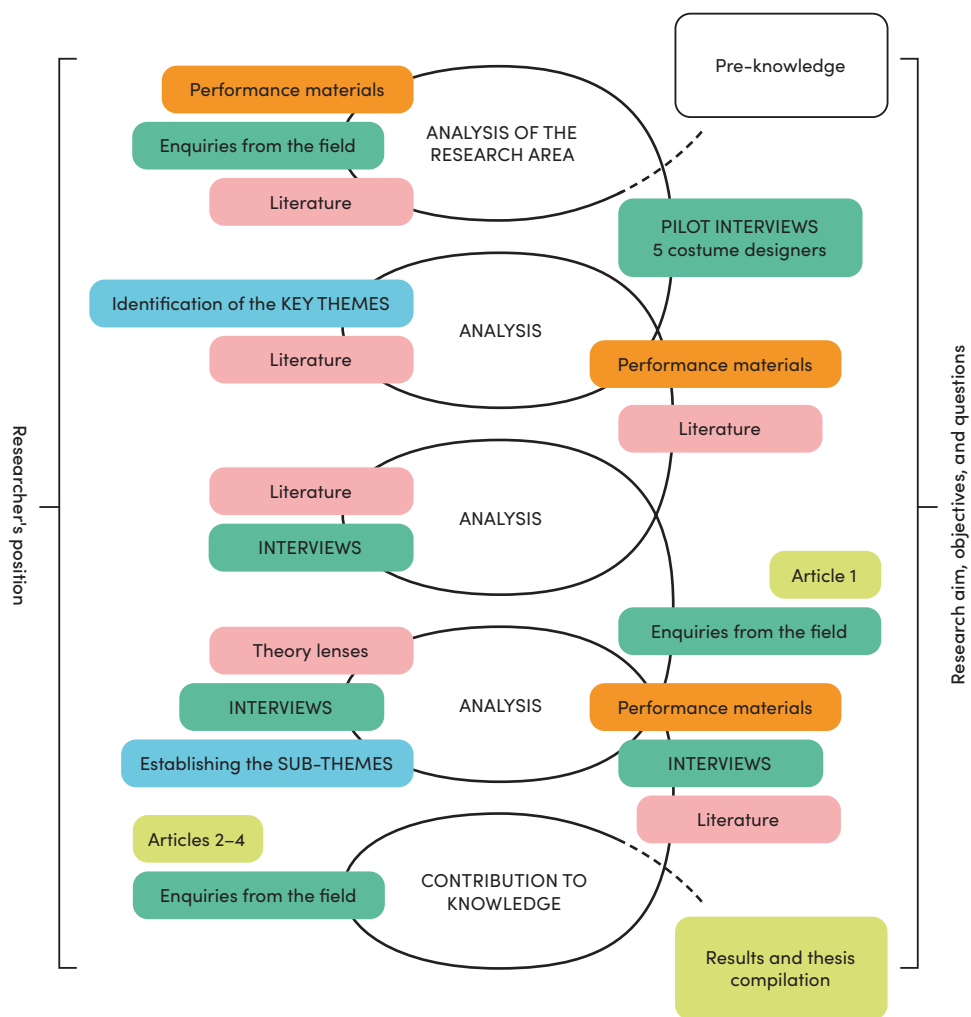 Pre-knowledge
Performance materials
Enquiries from the field
Literature
ANALYSIS OF THE
RESEARCH AREA
PILOT INTERVIEWS
5 costume designers
Identification of the KEY THEMES
Literature
ANALYSIS
Performance materials
Literature
Literature
INTERVIEWS
ANALYSIS
Article 1
Enquiries from the field
Theory lenses
INTERVIEWS
Establishing the SUB-THEMES
ANALYSIS
Performance materials
INTERVIEWS
Literature
Articles 2–4
Enquiries from the field
CONTRIBUTION TO
KNOWLEDGE
Results and thesis
compilation
Researcher's position
Research aim, objectives, and questions